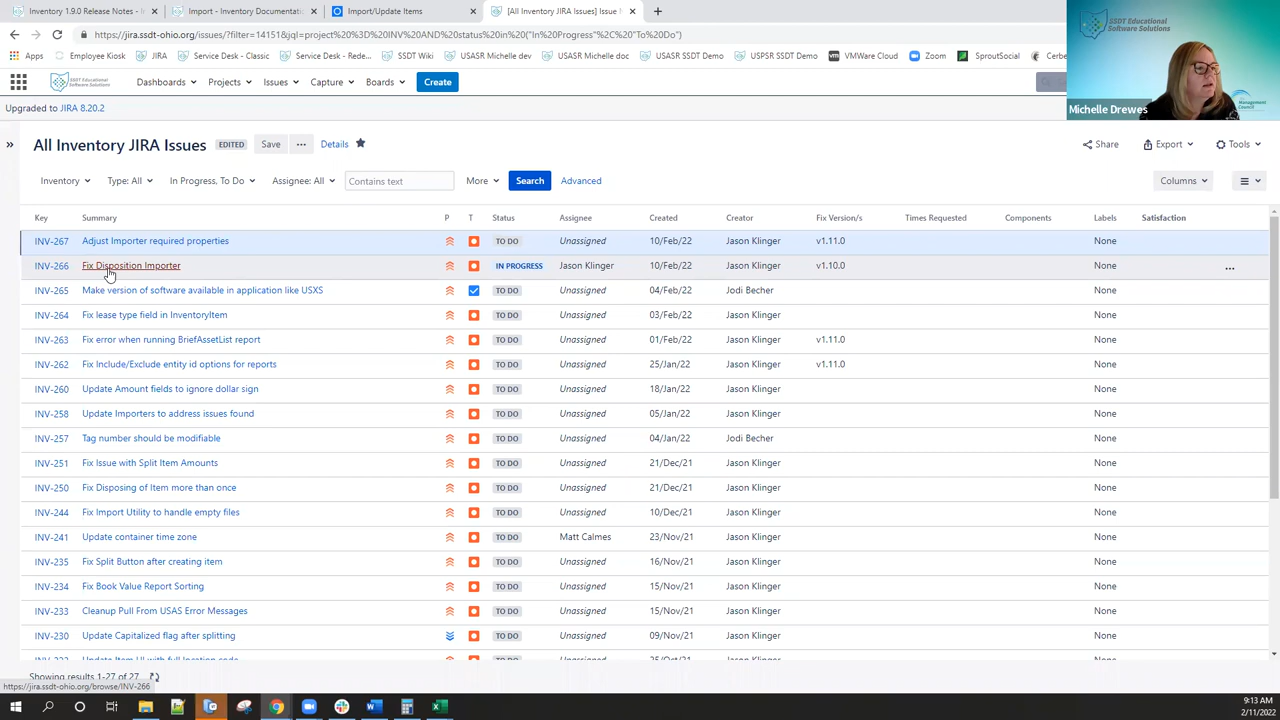 Inventory 1.9.0 Release Notes - In
Import - Inventory Documentation
Import/Update Items
[All Inventory JIRA Issues] Issue N
https://jira.ssdt-ohio.org/issues/?filter=14151&jql=project%20%3D%20INV%20
Status%20in%20("In%20Progress"%2C%20"To%20Do")
Apps
Employee Kiosk
JIRA
Service Desk - Classic
Service Desk - Rede...
SSDT Wiki
USASR Menlite dev
USASR Menlite doc
USASR SSDT Demo
USPSR SSDT Demo
VMWare Cloud
Zoom
SproutSocial
Cerbe
SSDT Educational
Software Solutions
Dashboards
Projects
Issues
Capture
Boards
Create
Upgraded to JIRA 8.20.2
Management
Council
Michelle Drewes
All Inventory JIRA Issues EDITED Save ... Details
Share Export Tools
Inventory Type: All In Progress, To Do Assignee: All Contains text More Search Advanced
Columns
Key Summary P T Status Assignee Created Creator Fix Version/s Times Requested Components Labels Satisfaction
INV-267 Adjust Importer required properties TO DO Unassigned 10/Feb/22 Jason Klinger v1.11.0 None
INV-266 Fix Disposition Importer IN PROGRESS Jason Klinger 10/Feb/22 Jason Klinger v1.10.0 None ...
INV-265 Make version of software available in application like USXS TO DO Unassigned 04/Feb/22 Jodi Becher None
INV-264 Fix lease type field in InventoryItem TO DO Unassigned 03/Feb/22 Jason Klinger None
INV-263 Fix error when running BriefAssetList report TO DO Unassigned 01/Feb/22 Jason Klinger v1.11.0 None
INV-262 Fix Include/Exclude entity id options for reports TO DO Unassigned 25/Jan/22 Jason Klinger v1.11.0 None
INV-260 Update Amount fields to ignore dollar sign TO DO Unassigned 18/Jan/22 Jason Klinger None
INV-258 Update Importers to address issues found TO DO Unassigned 05/Jan/22 Jason Klinger None
INV-257 Tag number should be modifiable TO DO Unassigned 04/Jan/22 Jodi Becher None
INV-251 Fix Issue with Split Item Amounts TO DO Unassigned 21/Dec/21 Jason Klinger None
INV-250 Fix Disposing of Item more than once TO DO Unassigned 21/Dec/21 Jason Klinger None
INV-244 Fix Import Utility to handle empty files TO DO Unassigned 10/Dec/21 Jason Klinger None
INV-241 Update container time zone TO DO Matt Calmes 23/Nov/21 Jason Klinger None
INV-235 Fix Split Button after creating item TO DO Unassigned 16/Nov/21 Jason Klinger None
INV-234 Fix Book Value Report Sorting TO DO Unassigned 15/Nov/21 Jason Klinger None
INV-233 Cleanup Pull From USAS Error Messages TO DO Unassigned 15/Nov/21 Jason Klinger None
INV-230 Update Capitalized flag after splitting TO DO Unassigned 09/Nov/21 Jason Klinger None
Update Item UI with full location code
Showing results 1-27 of 27
https://jira.ssdt-ohio.org/browse/INV-266
9:13 AM
2/11/2022